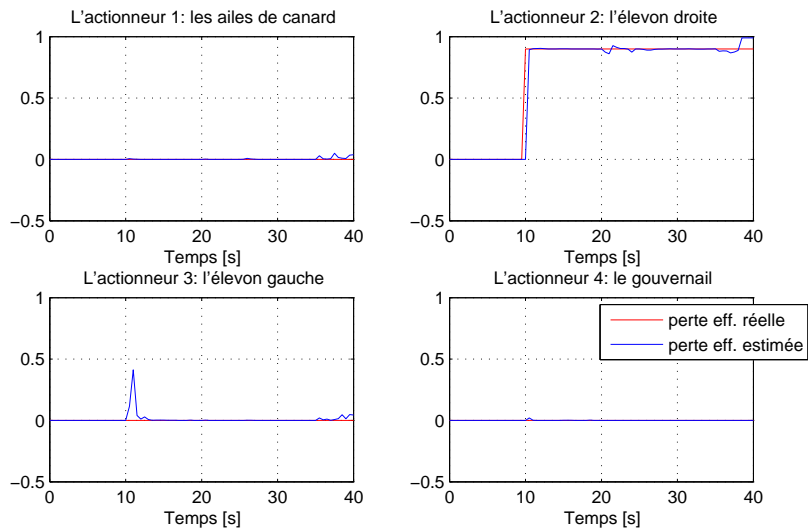 L'actionneur 1: les ailes de canard
L'actionneur 2: l'élevon droite
1
0.5
0
−0.5
0 10 20 30 40
Temps [s]
1
0.5
0
−0.5
0 10 20 30 40
Temps [s]
L'actionneur 3: l'élevon gauche
L'actionneur 4: le gouvernail
1
0.5
0
−0.5
0 10 20 30 40
Temps [s]
1
0.5
0
−0.5
0 10 20 30 40
Temps [s]
perte eff. réelle
perte eff. estimée